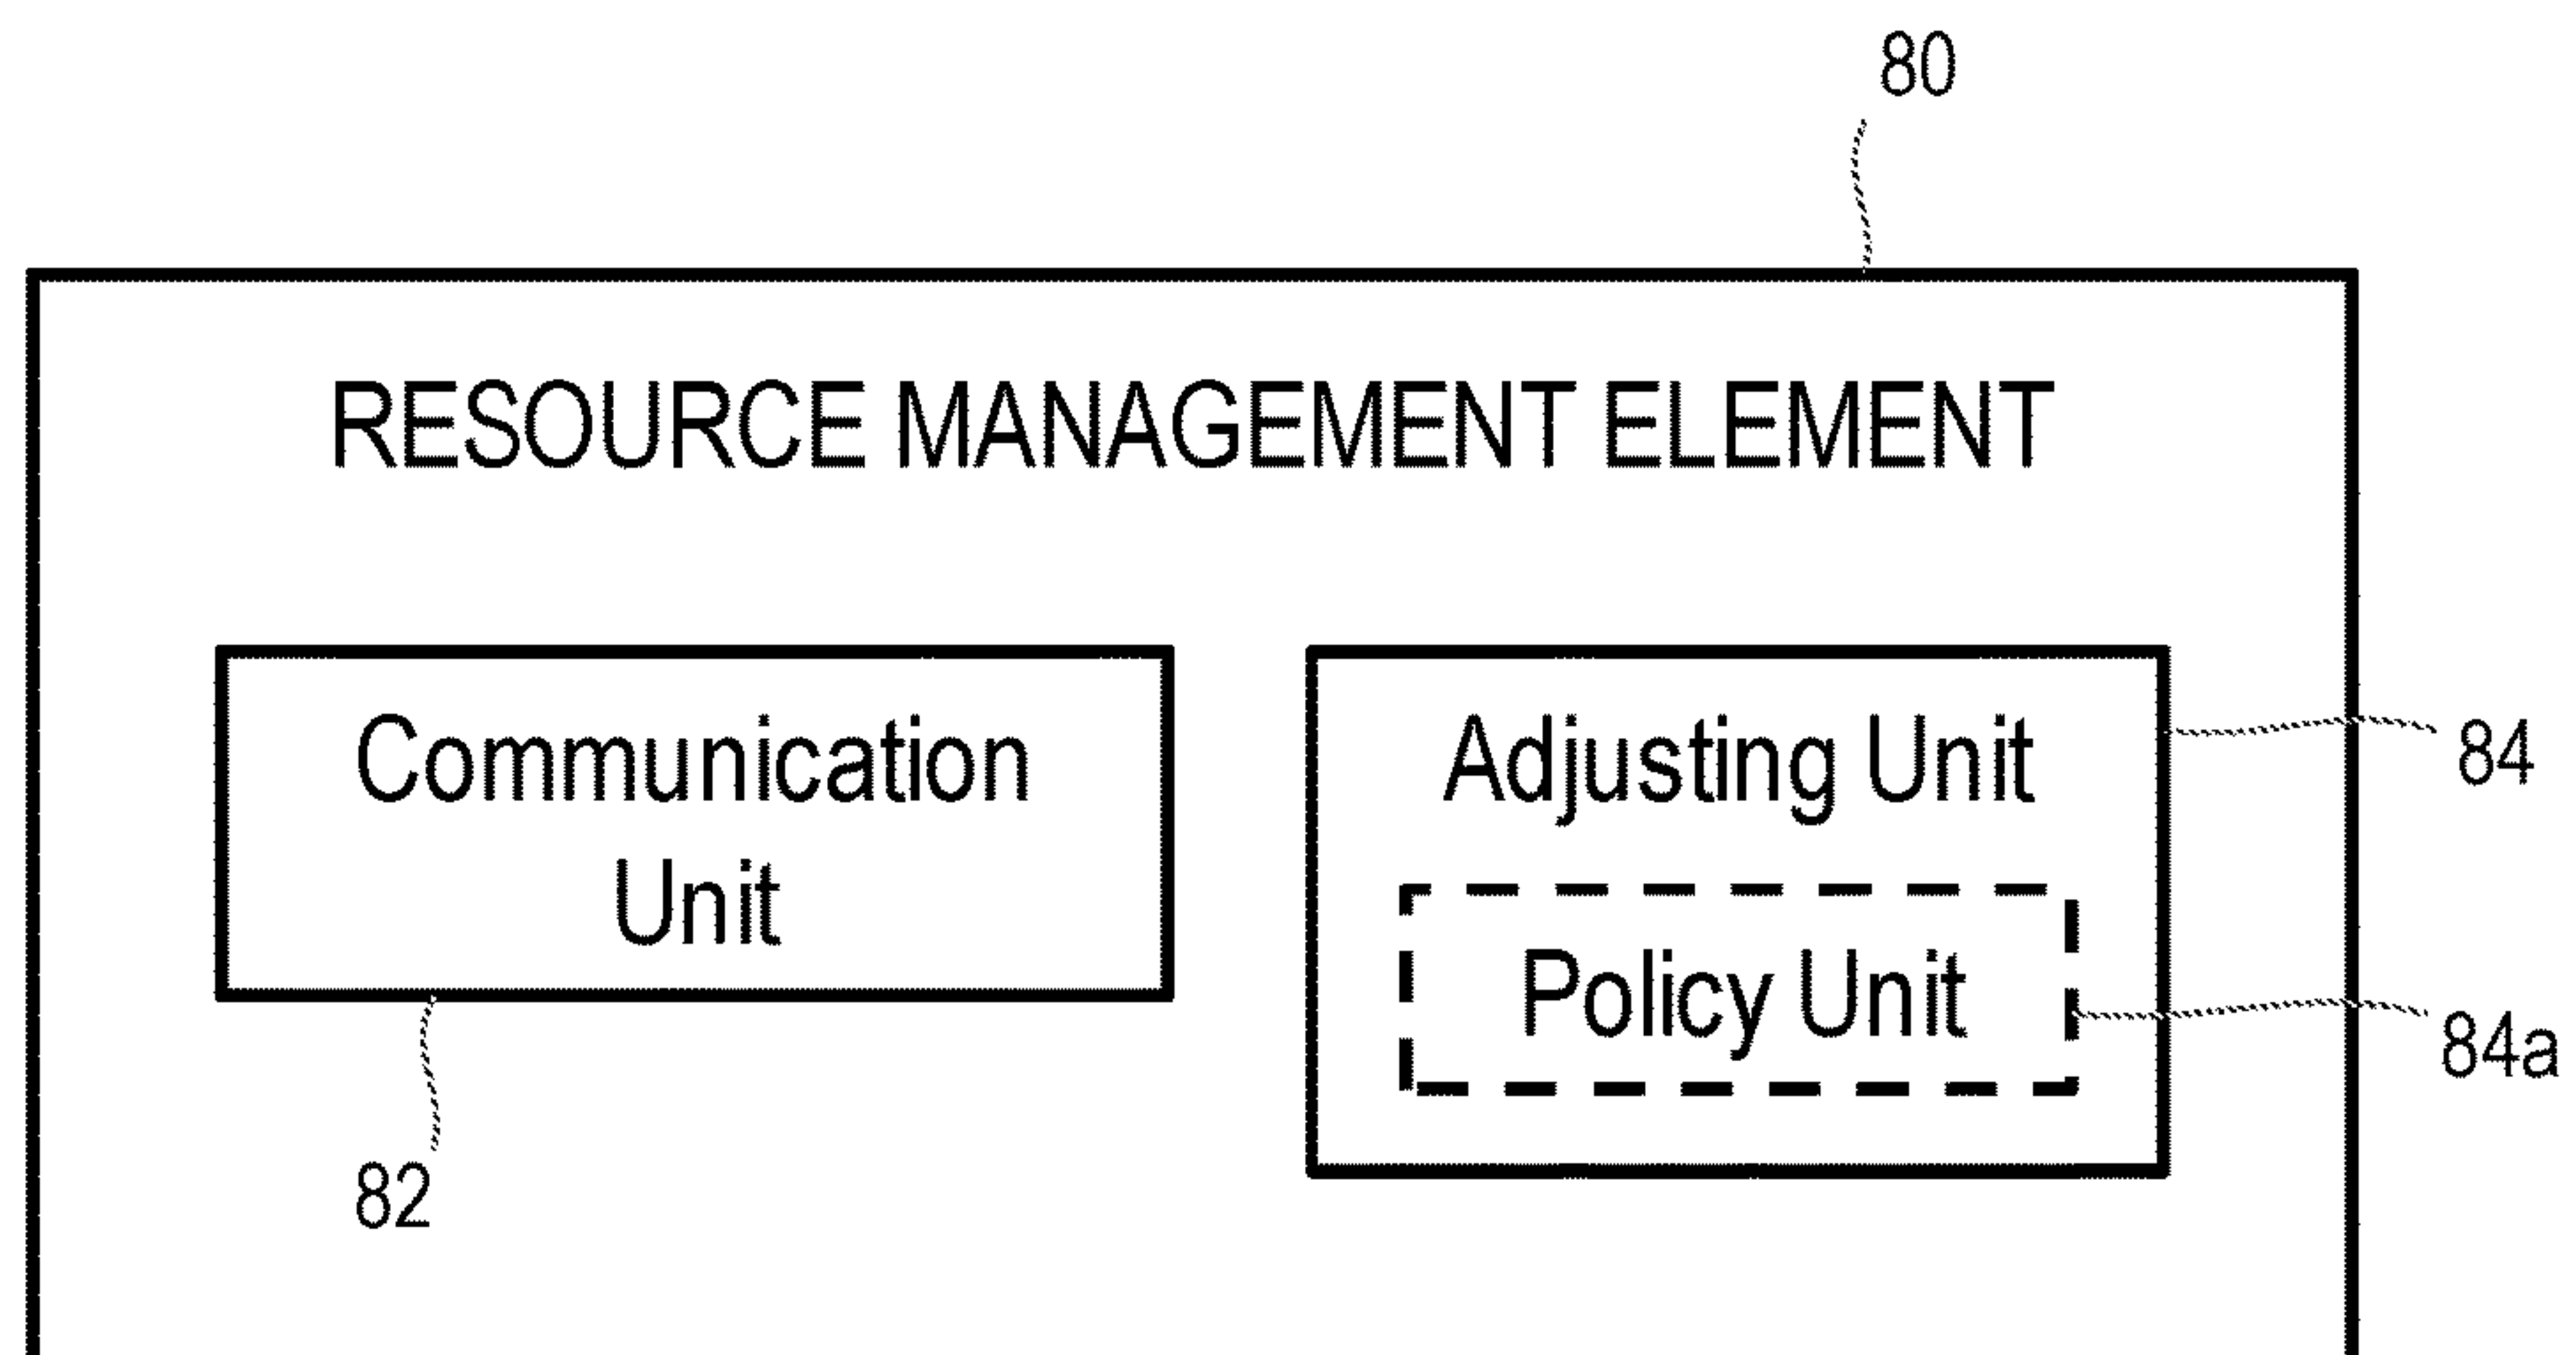 80
RESOURCE MANAGEMENT ELEMENT
Communication
Unit
82
Adjusting Unit
84
Policy Unit
84a